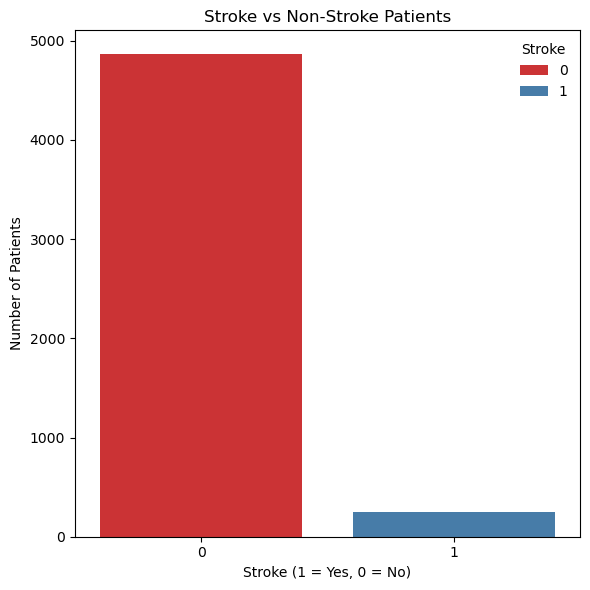 Stroke vs Non-Stroke Patients
Stroke
0
1
5000
4000
3000
2000
1000
0
Number of Patients
0
1
Stroke (1 = Yes, 0 = No)